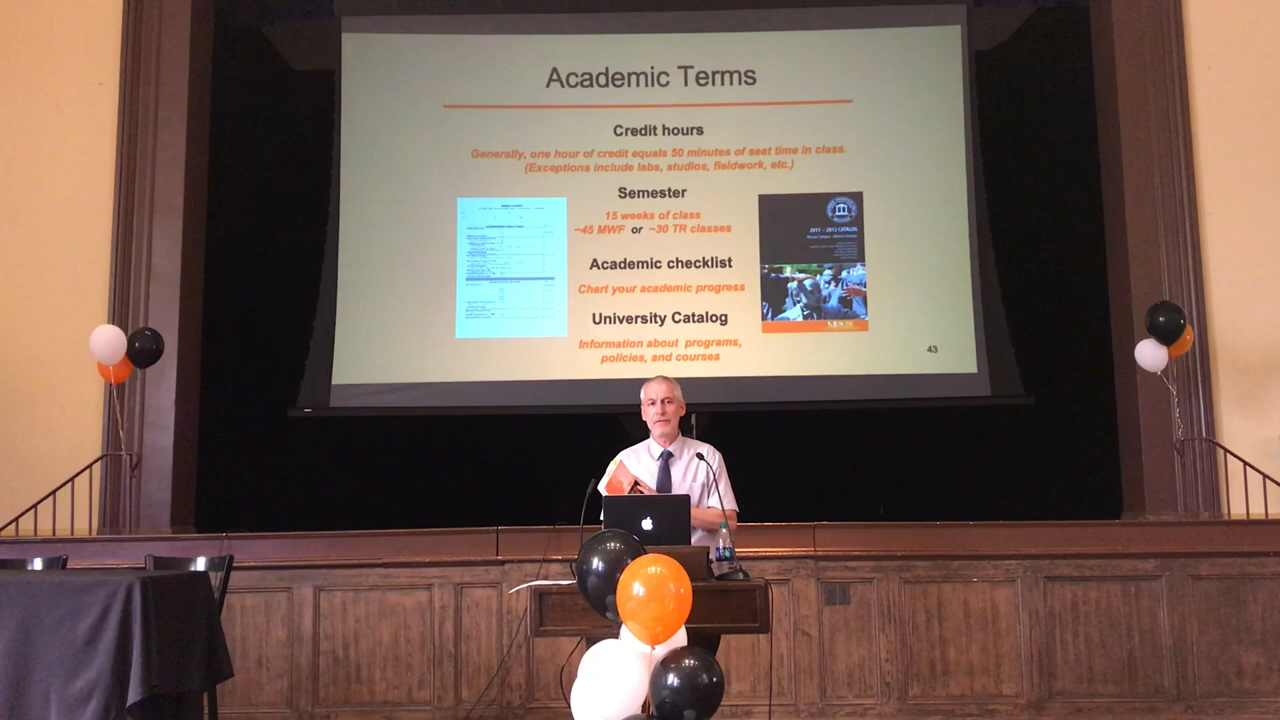 Academic Terms
Credit hours
Generally, one hour of credit equals 50 minutes of seat time in class.
(Exceptions include labs, studios, fieldwork, etc.)
Semester
15 weeks of class
~45 MWF or ~30 TR classes
Academic checklist
Chart your academic progress
University Catalog
Information about programs,
policies, and courses
2011 – 2012 CATALOG
43